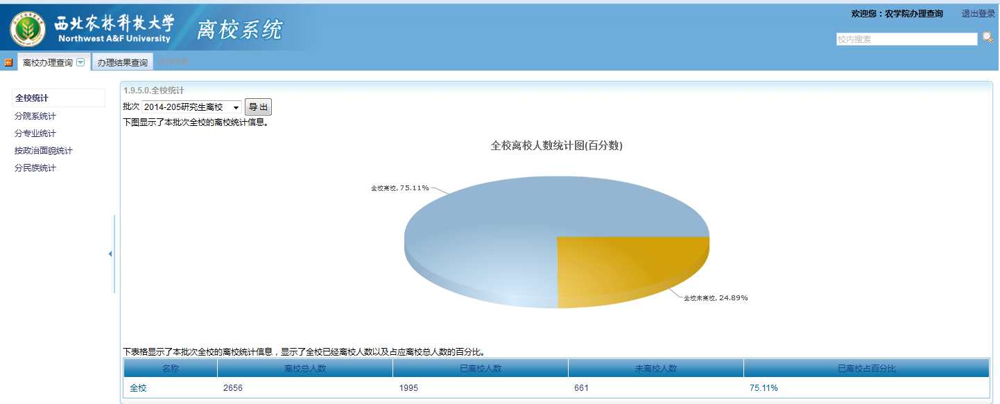 西北农林科技大学
Northwest A&F University
离校系统
欢迎您：农学院办理查询 退出登录
校内搜索
离校办理查询 办理结果查询
全校统计
分院系统计
分专业统计
按政治面貌统计
分民族统计
1.9.5.0.全校统计
批次 2014-205研究生离校 导 出
下图显示了本批次全校的离校统计信息。
全校离校人数统计图(百分数)
全校离校, 75.11%
全校未离校, 24.89%
下表格显示了本批次全校的离校统计信息，显示了全校已经离校人数以及占应离校总人数的百分比。
名称 离校总人数 已离校人数 未离校人数 已离校占百分比
全校 2656 1995 661 75.11%